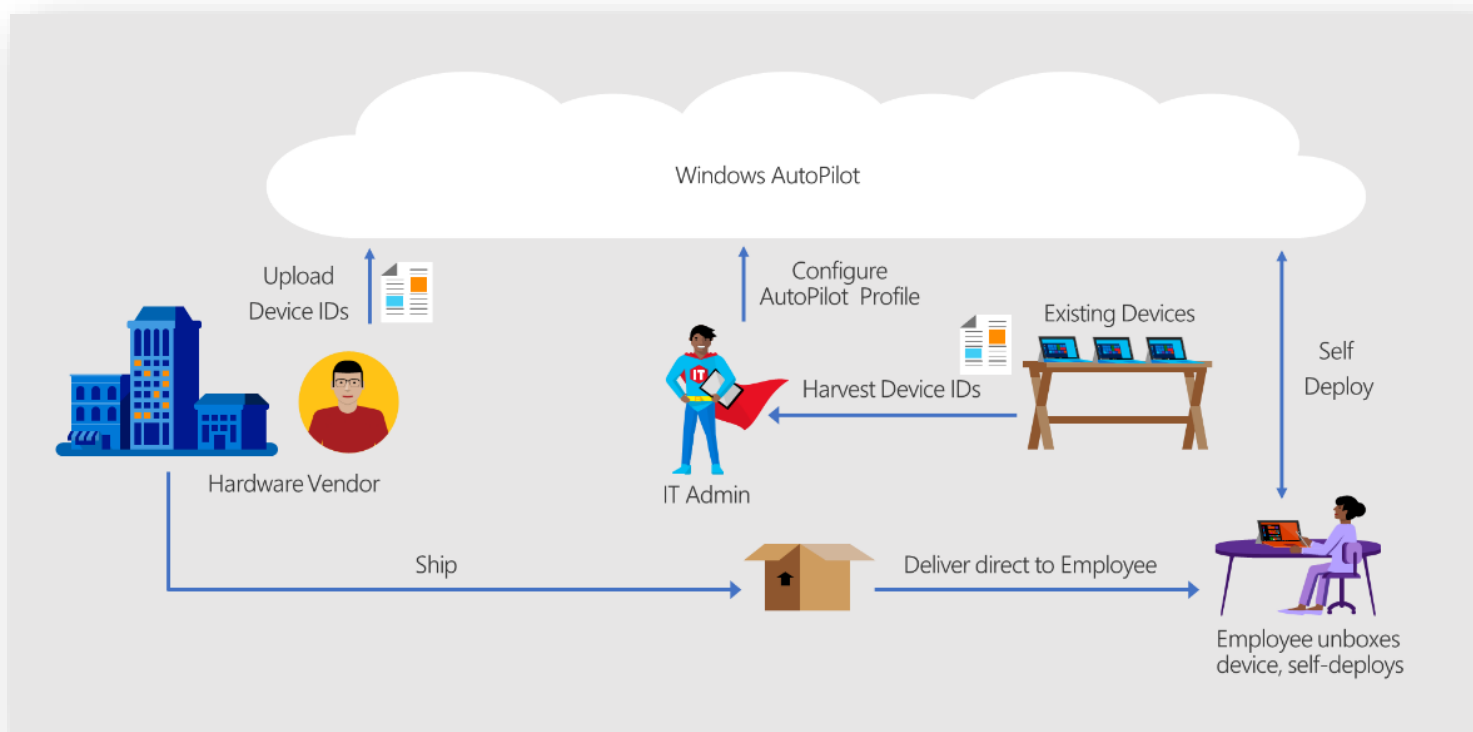 Windows AutoPilot
Upload
Device IDs
Configure
AutoPilot Profile
Existing Devices
Self
Deploy
IT
Harvest Device IDs
Hardware Vendor
IT Admin
Ship
Deliver direct to Employee
Employee unboxes
device, self-deploys